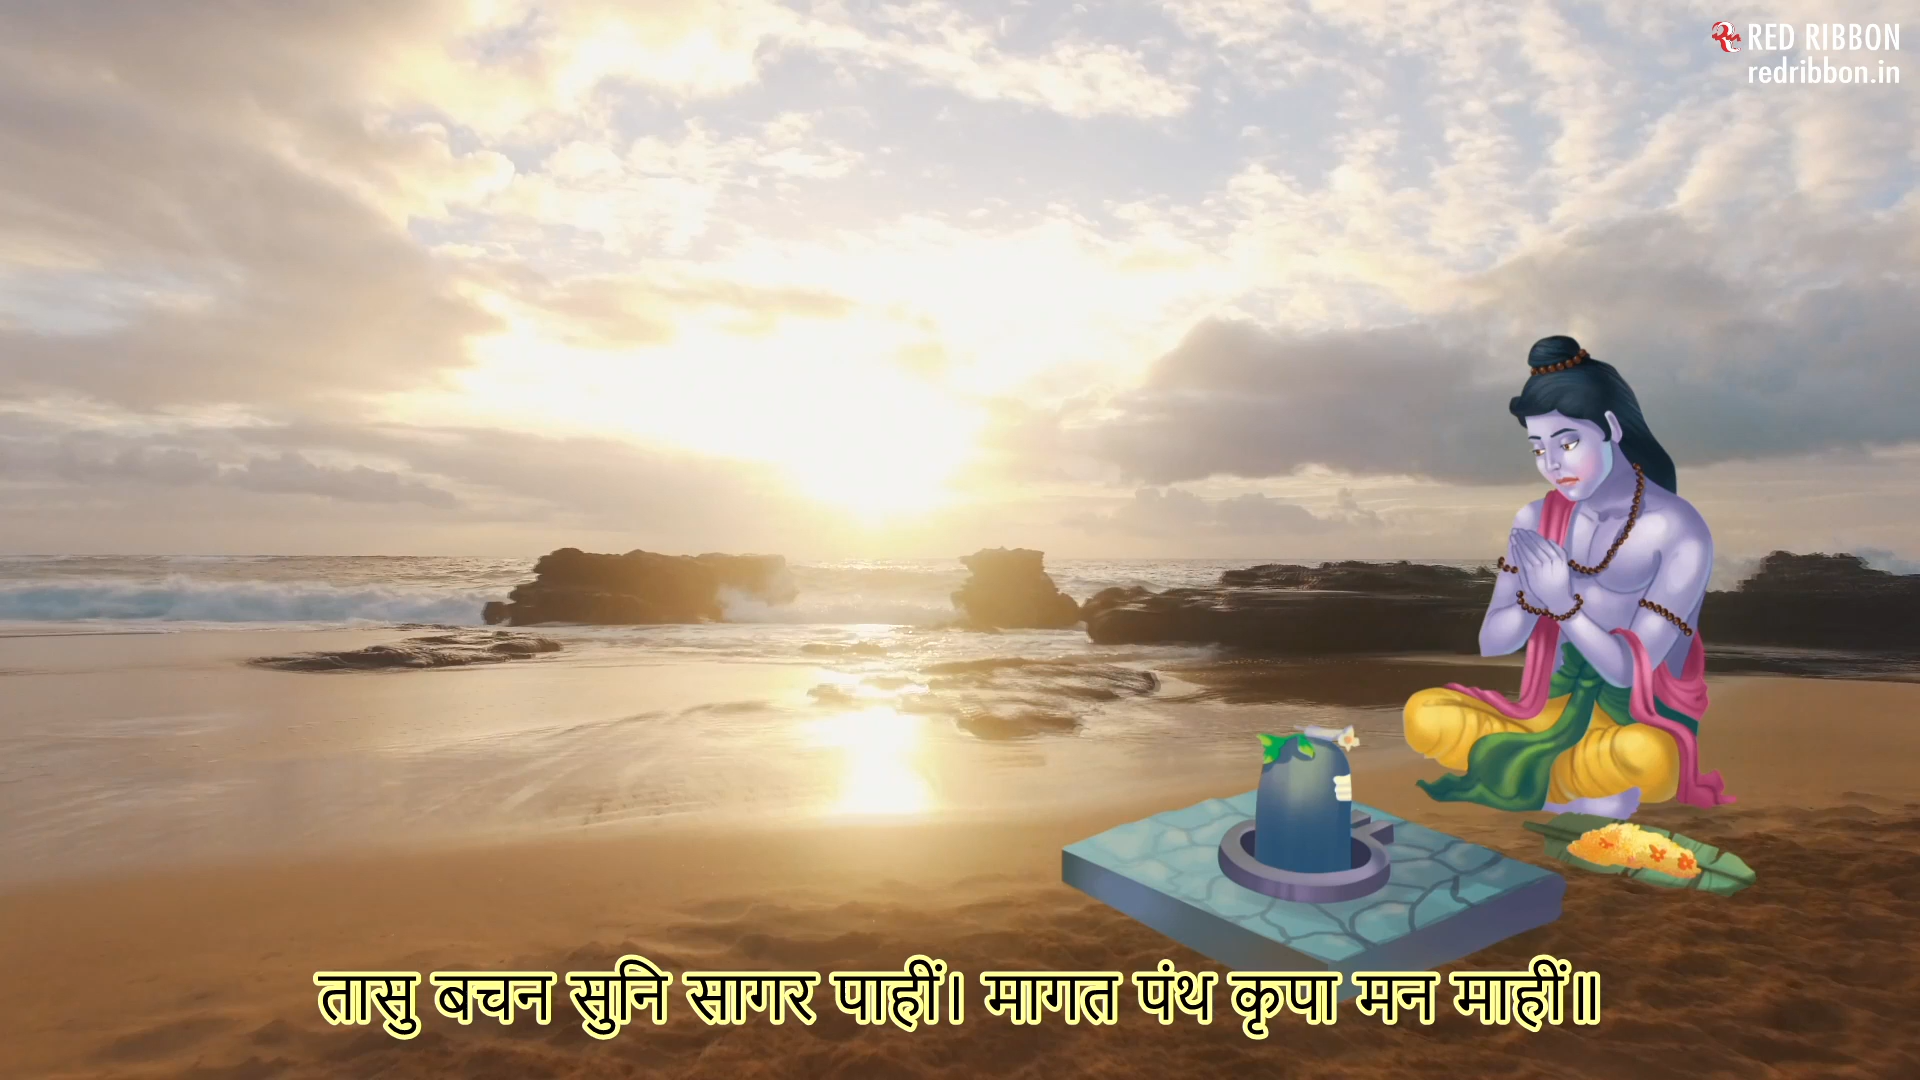 RED RIBBON
redribbon.in
तासु बचन सुनि सागर पाहीं। मागत पंथ कृपा मन माहीं॥